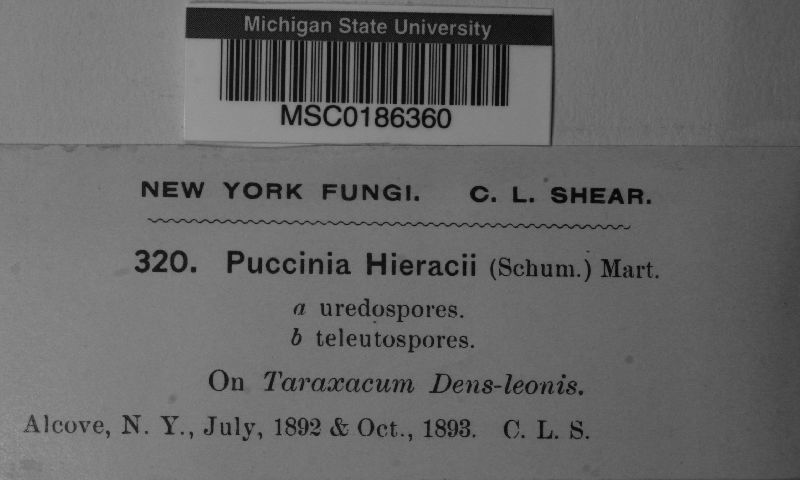 Michigan State University
MSC0186360
NEW YORK FUNGI. C. L. SHEAR.
320. Puccinia Hieracii (Schum.) Mart.
a uredospores.
b teleutospores.
On Taraxacum Dens-leonis.
Alcove, N. Y., July, 1892 & Oct., 1893. C. L. S.